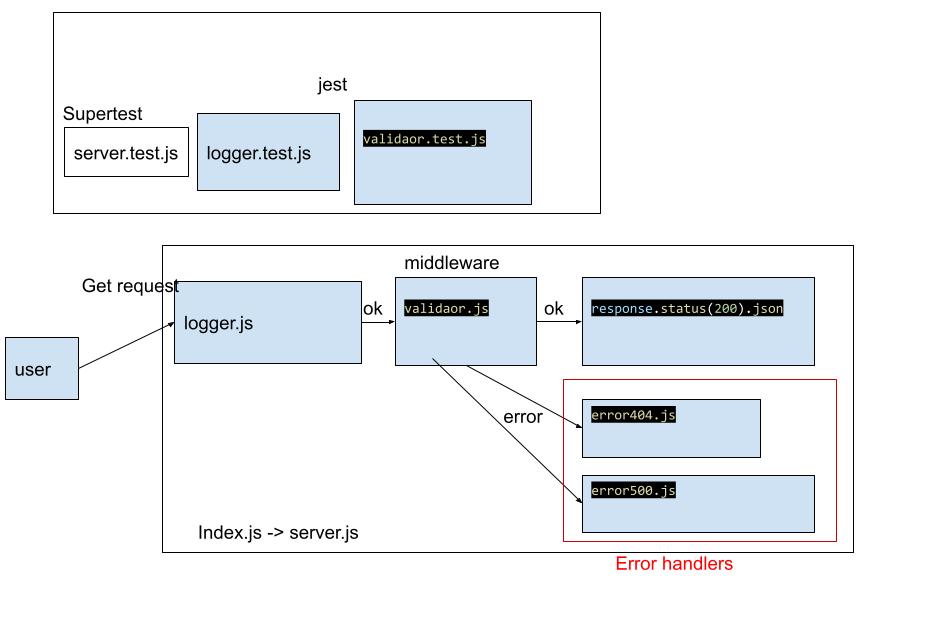 jest
Supertest
server.test.js
logger.test.js
validaor.test.js
middleware
Get request
logger.js
ok
validaor.js
ok
response.status(200).json
user
error
error404.js
error500.js
Index.js -> server.js
Error handlers